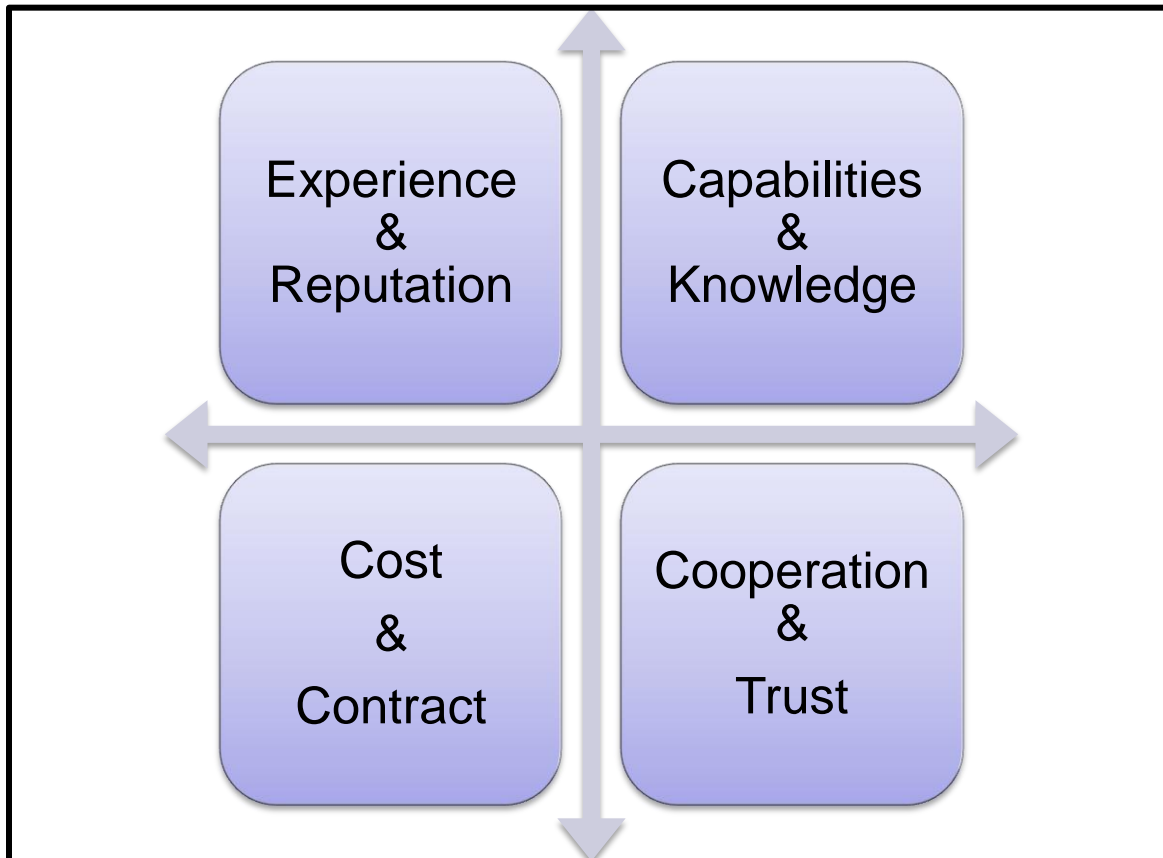 Experience
&
Reputation
Capabilities
&
Knowledge
Cost
&
Contract
Cooperation
&
Trust